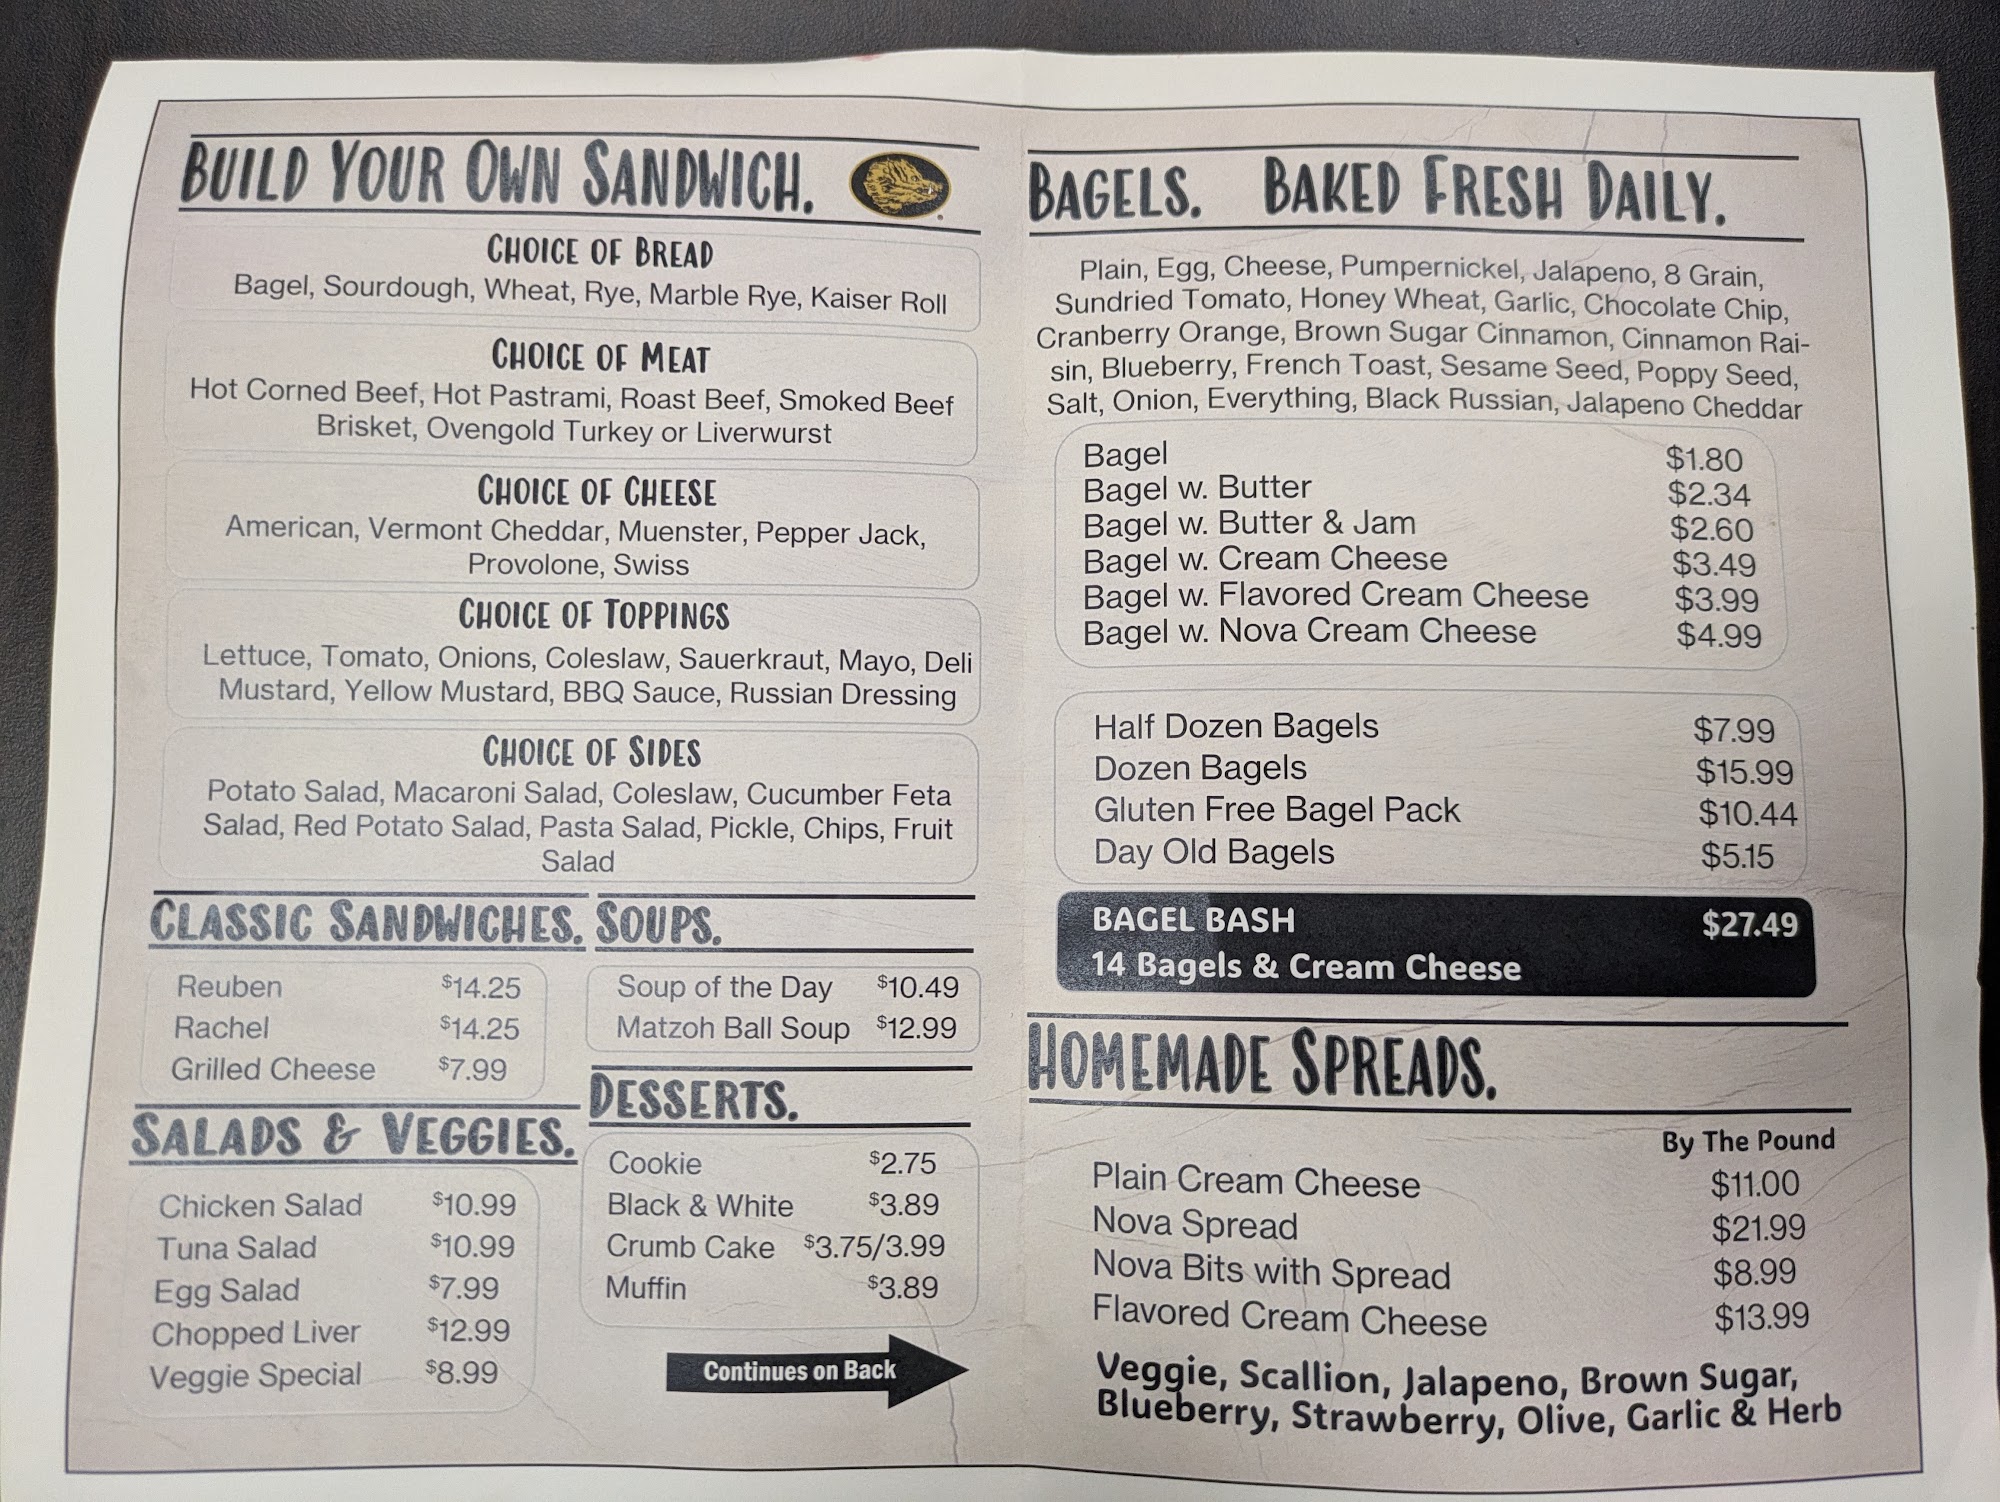 BUILD YOUR OWN SANDWICH.
CHOICE OF BREAD
Bagel, Sourdough, Wheat, Rye, Marble Rye, Kaiser Roll
CHOICE OF MEAT
Hot Corned Beef, Hot Pastrami, Roast Beef, Smoked Beef
Brisket, Ovengold Turkey or Liverwurst
CHOICE OF CHEESE
American, Vermont Cheddar, Muenster, Pepper Jack,
Provolone, Swiss
CHOICE OF TOPPINGS
Lettuce, Tomato, Onions, Coleslaw, Sauerkraut, Mayo, Deli
Mustard, Yellow Mustard, BBQ Sauce, Russian Dressing
CHOICE OF SIDES
Potato Salad, Macaroni Salad, Coleslaw, Cucumber Feta
Salad, Red Potato Salad, Pasta Salad, Pickle, Chips, Fruit
Salad
CLASSIC SANDWICHES.
Reuben $14.25
Rachel $14.25
Grilled Cheese $7.99
SALADS & VEGGIES.
Chicken Salad $10.99
Tuna Salad $10.99
Egg Salad $7.99
Chopped Liver $12.99
Veggie Special $8.99
SOUPS.
Soup of the Day $10.49
Matzoh Ball Soup $12.99
DESSERTS.
Cookie $2.75
Black & White $3.89
Crumb Cake $3.75/3.99
Muffin $3.89
Continues on Back
BAGELS. BAKED FRESH DAILY.
Plain, Egg, Cheese, Pumpernickel, Jalapeno, 8 Grain,
Sundried Tomato, Honey Wheat, Garlic, Chocolate Chip,
Cranberry Orange, Brown Sugar Cinnamon, Cinnamon Rai-
sin, Blueberry, French Toast, Sesame Seed, Poppy Seed,
Salt, Onion, Everything, Black Russian, Jalapeno Cheddar
Bagel $1.80
Bagel w. Butter $2.34
Bagel w. Butter & Jam $2.60
Bagel w. Cream Cheese $3.49
Bagel w. Flavored Cream Cheese $3.99
Bagel w. Nova Cream Cheese $4.99
Half Dozen Bagels $7.99
Dozen Bagels $15.99
Gluten Free Bagel Pack $10.44
Day Old Bagels $5.15
BAGEL BASH $27.49
14 Bagels & Cream Cheese
HOMEMADE SPREADS.
By The Pound
Plain Cream Cheese $11.00
Nova Spread $21.99
Nova Bits with Spread $8.99
Flavored Cream Cheese $13.99
Veggie, Scallion, Jalapeno, Brown Sugar,
Blueberry, Strawberry, Olive, Garlic & Herb